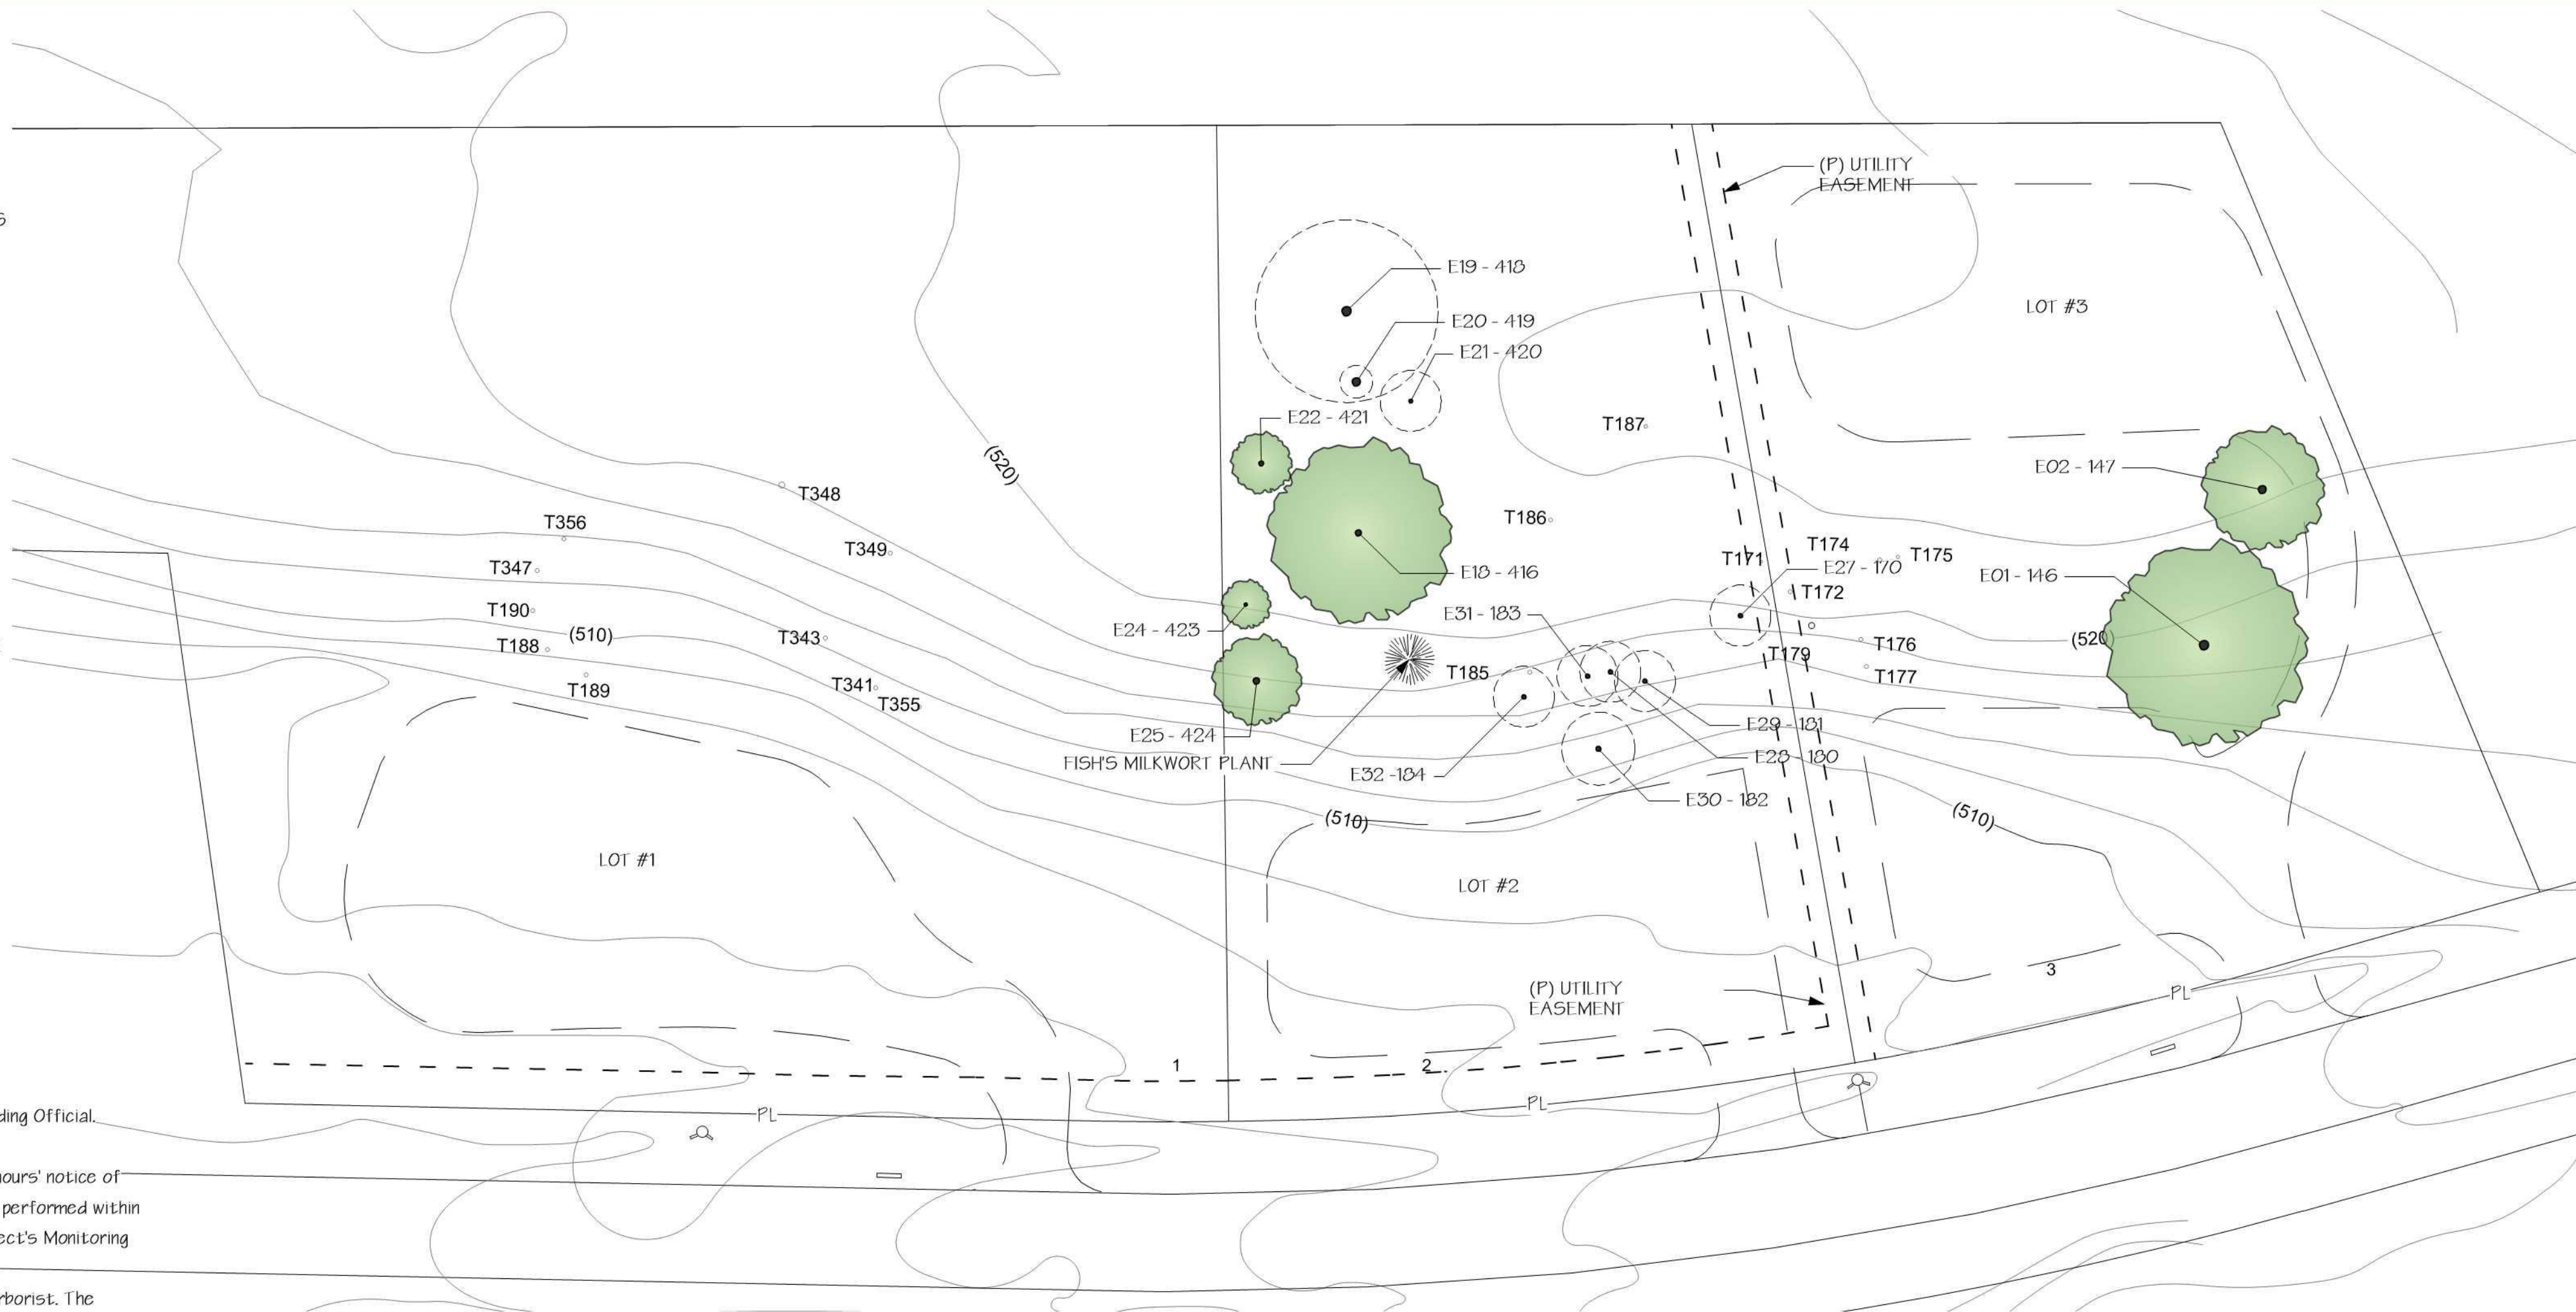 (P) UTILITY
EASEMENT
E19 - 418
LOT #3
E20 - 419
E21 - 420
E22 - 421
T187
(520)
E02 - 147
T348
T356
T186
T349
T171
T174
T175
T347
E27 - 170
E18 - 416
E01 - 146
T172
T190
E31 - 183
(510)
E24 - 423
T343
(520)
T188
T176
T179
T185
T177
T189
T341
T355
E29 - 181
E25 - 424
E28 - 180
FISH'S MILKWORT PLANT
E32 -184
E30 - 182
(510)
(510)
LOT #1
LOT #2
3
(P) UTILITY
EASEMENT
PL
1
2
PL
PL
ding Official.
ours' notice of
performed within
ect's Monitoring
rborist. The